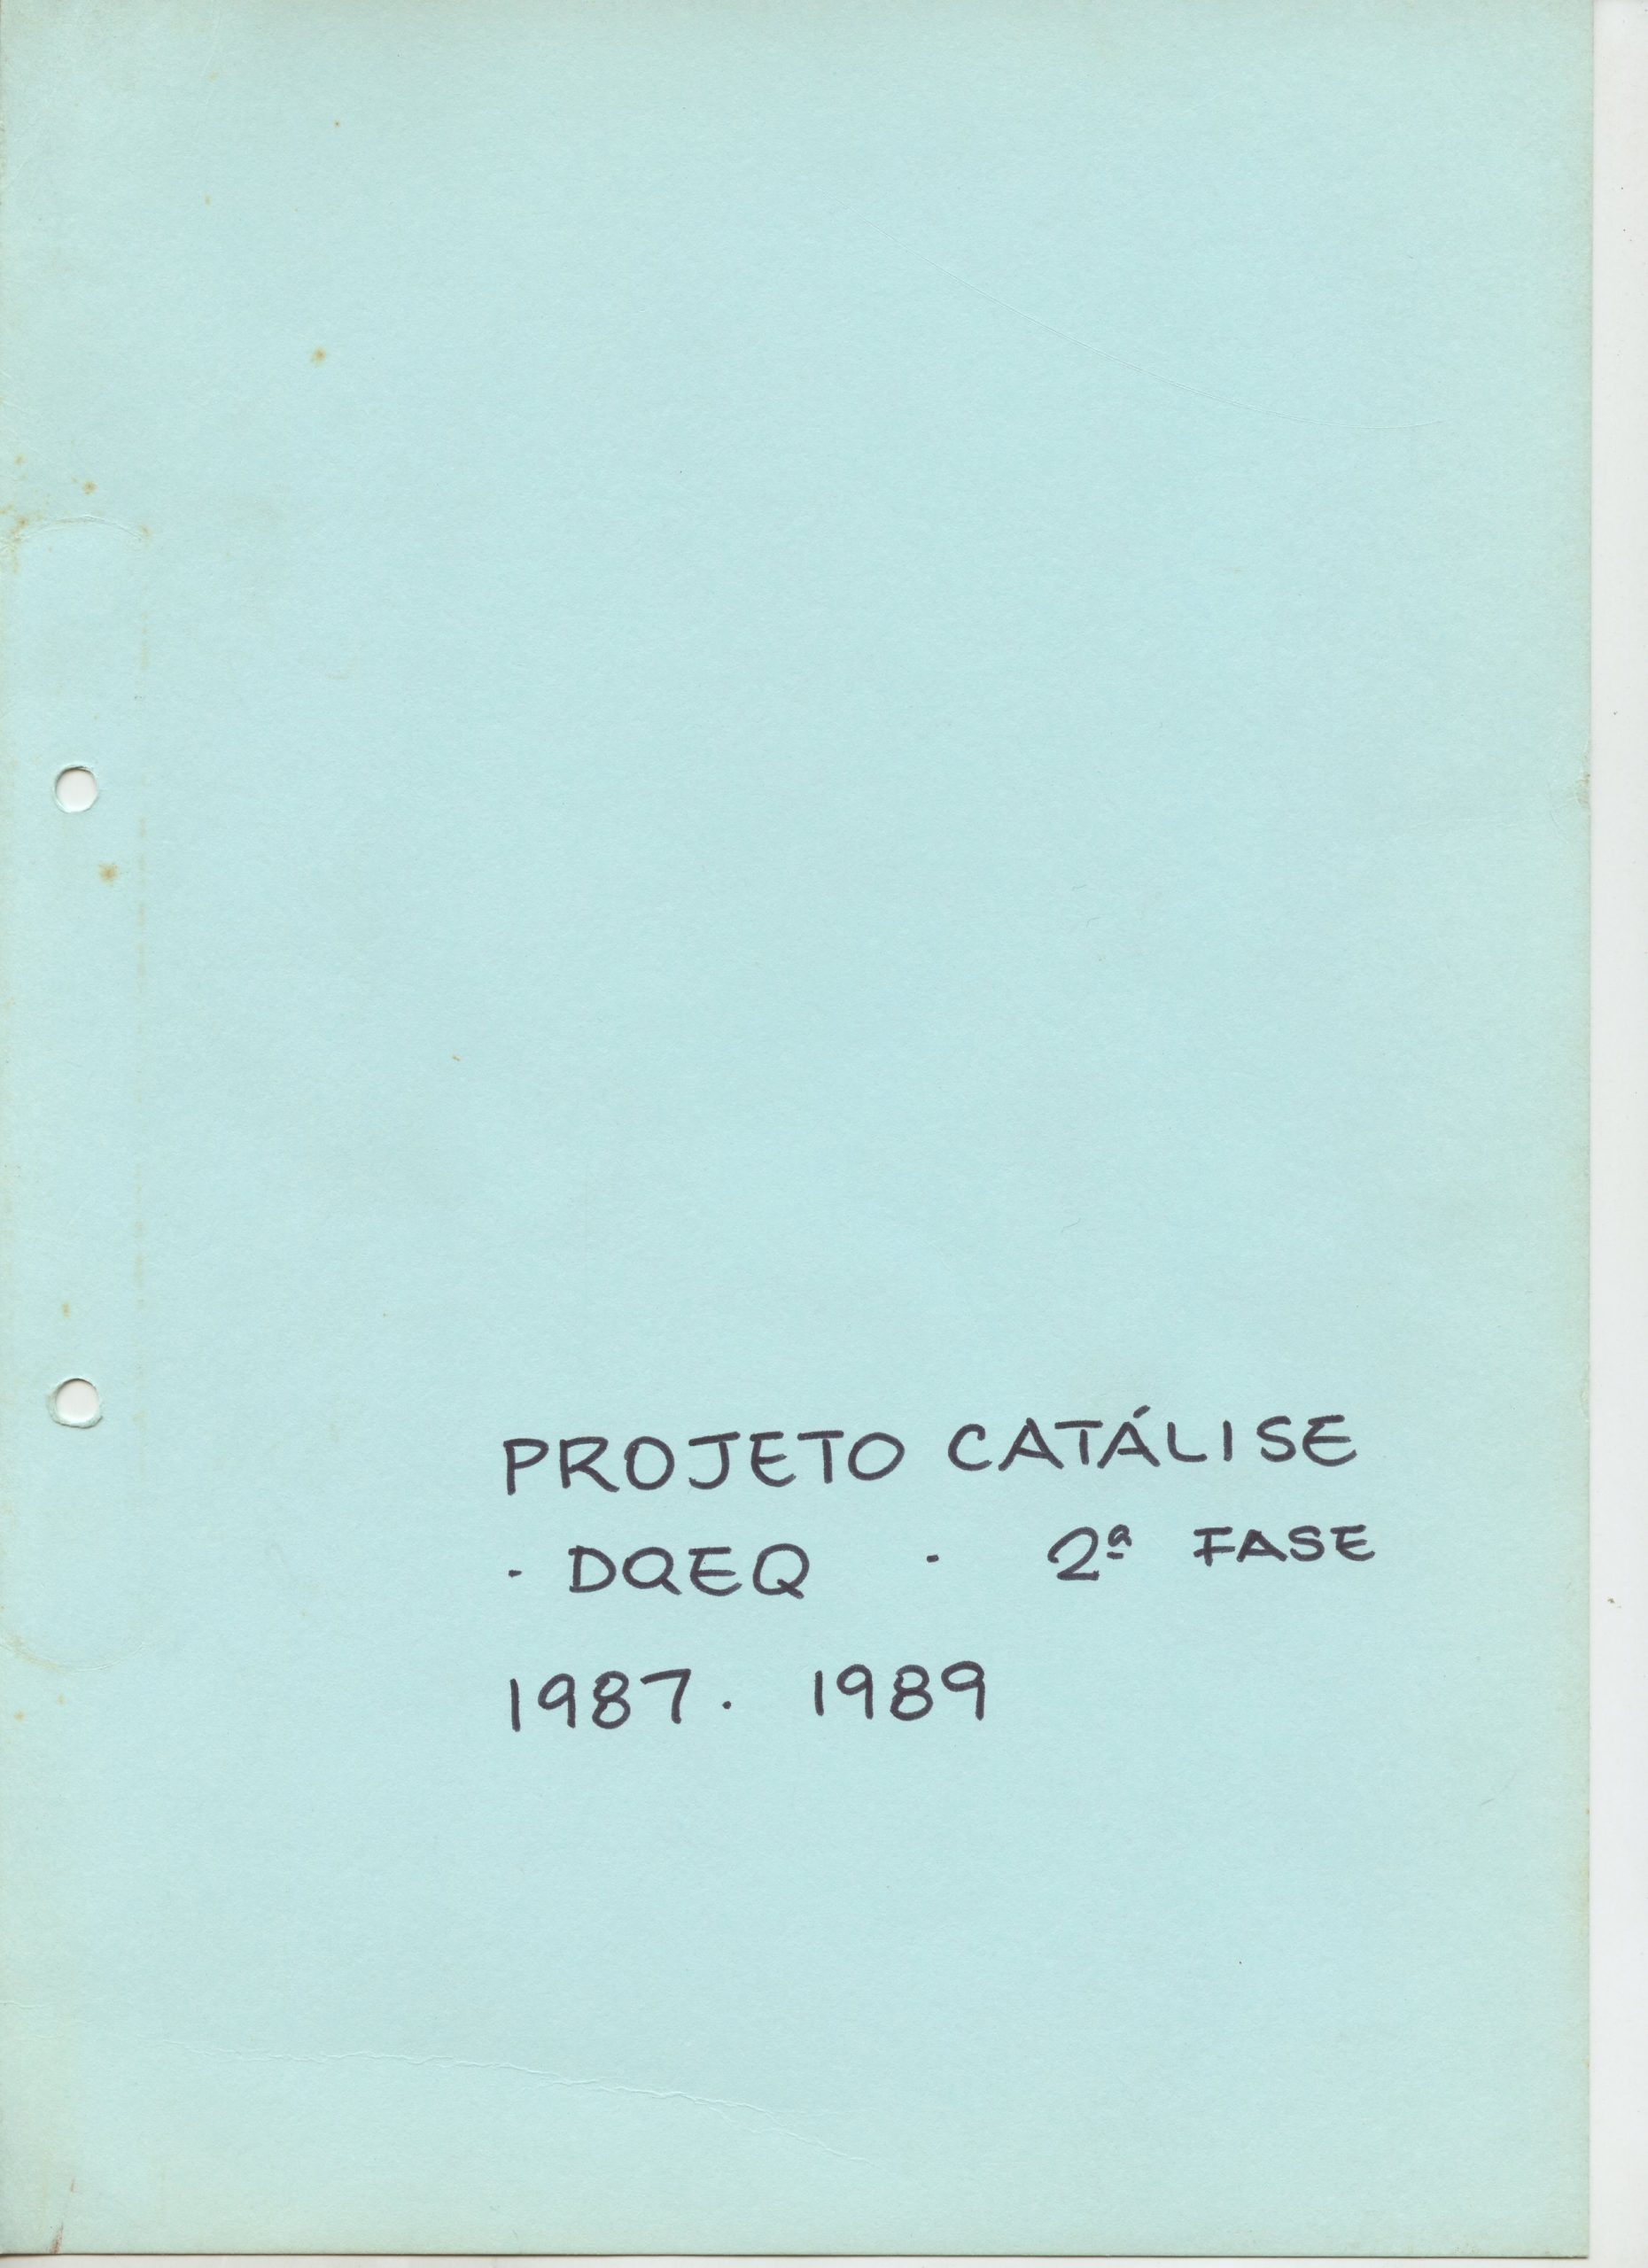 PROJETO CATÁLISE
· DQEQ · 2ª FASE
1987. 1989